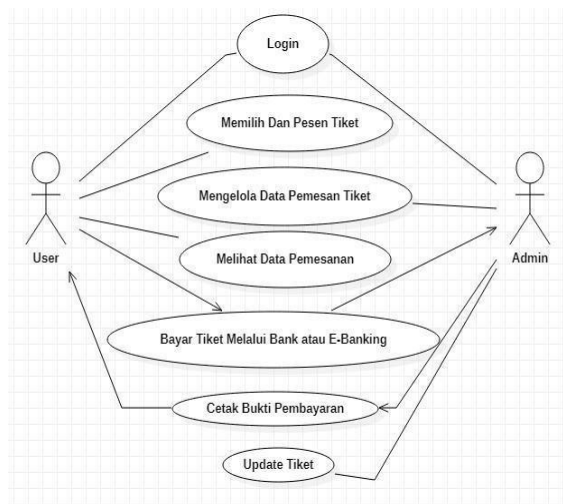 Login
Memilih Dan Pesen Tiket
Mengelola Data Pemesan Tiket
User
Melihat Data Pemesanan
Admin
Bayar Tiket Melalui Bank atau E-Banking
Cetak Bukti Pembayaran
Update Tiket